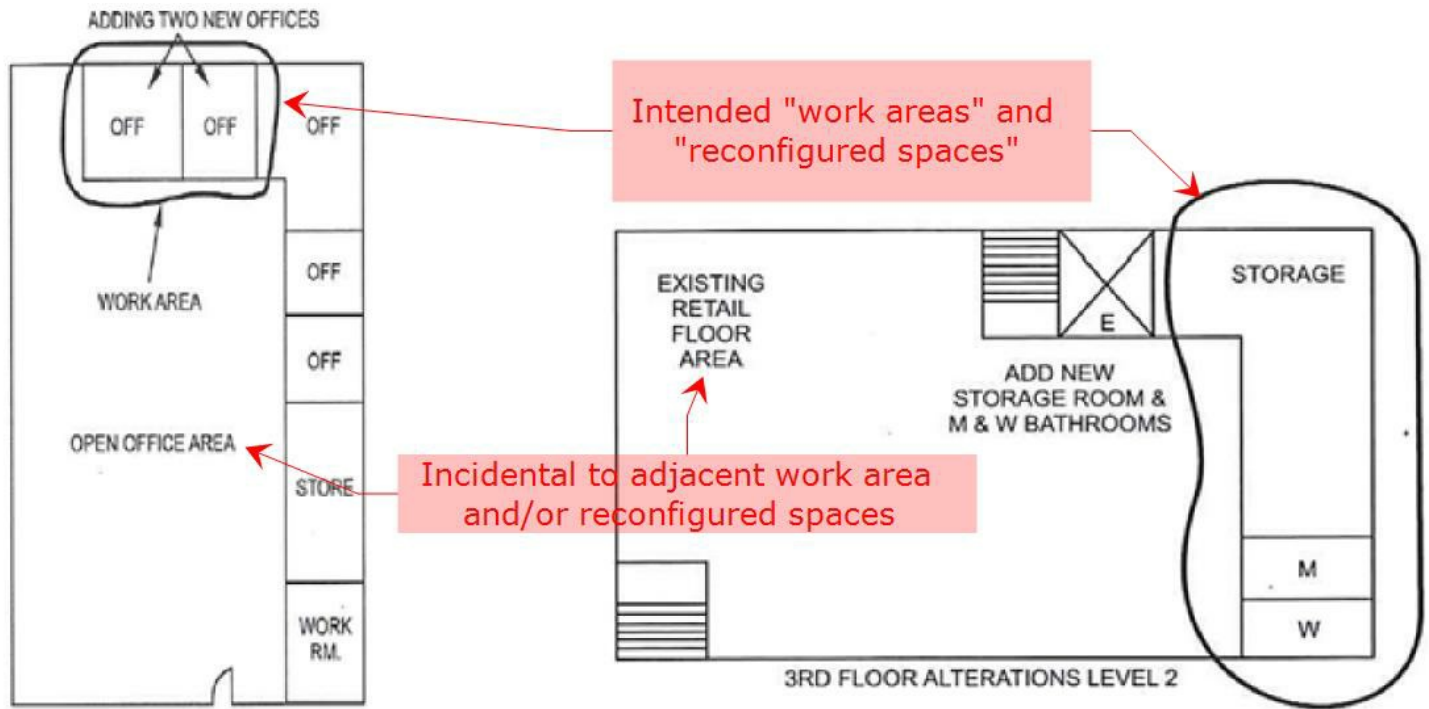 ADDING TWO NEW OFFICES
OFF
OFF
OFF
WORK AREA
OFF
OFF
OPEN OFFICE AREA
STORE
WORK
RM.
Intended "work areas" and
"reconfigured spaces"
Incidental to adjacent work area
and/or reconfigured spaces
EXISTING
RETAIL
FLOOR
AREA
E
STORAGE
ADD NEW
STORAGE ROOM &
M & W BATHROOMS
M
W
3RD FLOOR ALTERATIONS LEVEL 2